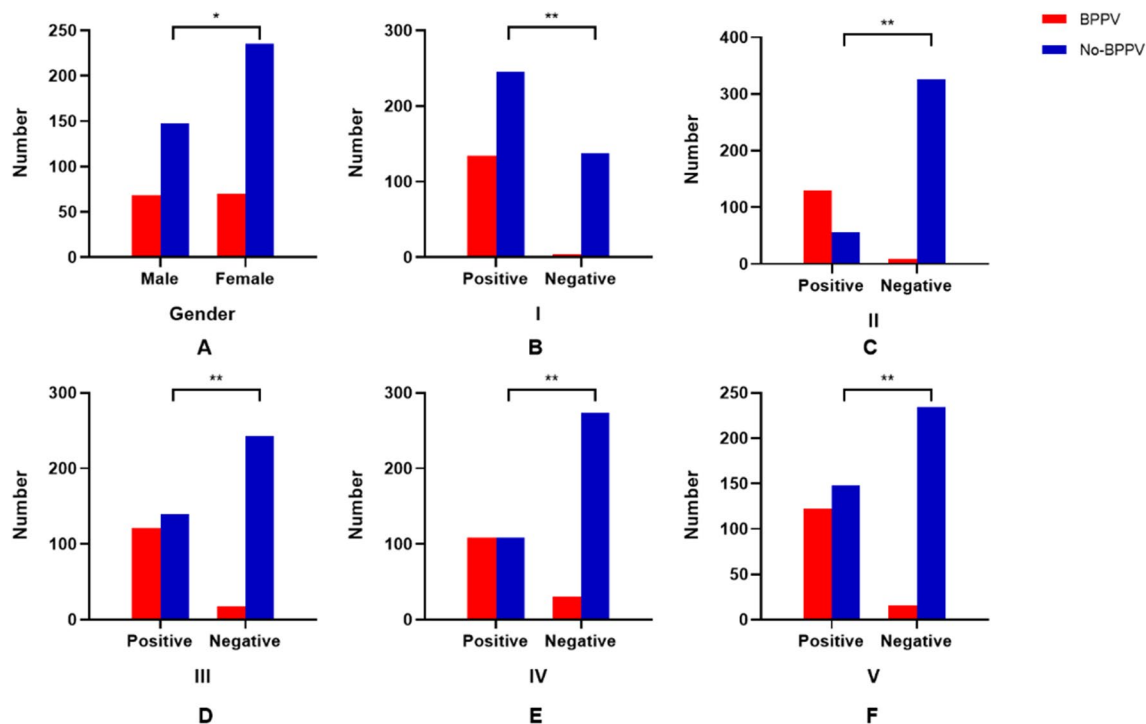 BPPV
No-BPPV
*
250
200
150
100
50
0
Number
Male Female
Gender
A
**
300
200
100
0
Number
Positive Negative
I
B
**
400
300
200
100
0
Number
Positive Negative
II
C
**
300
200
100
0
Number
Positive Negative
III
D
**
300
200
100
0
Number
Positive Negative
IV
E
**
250
200
150
100
50
0
Number
Positive Negative
V
F